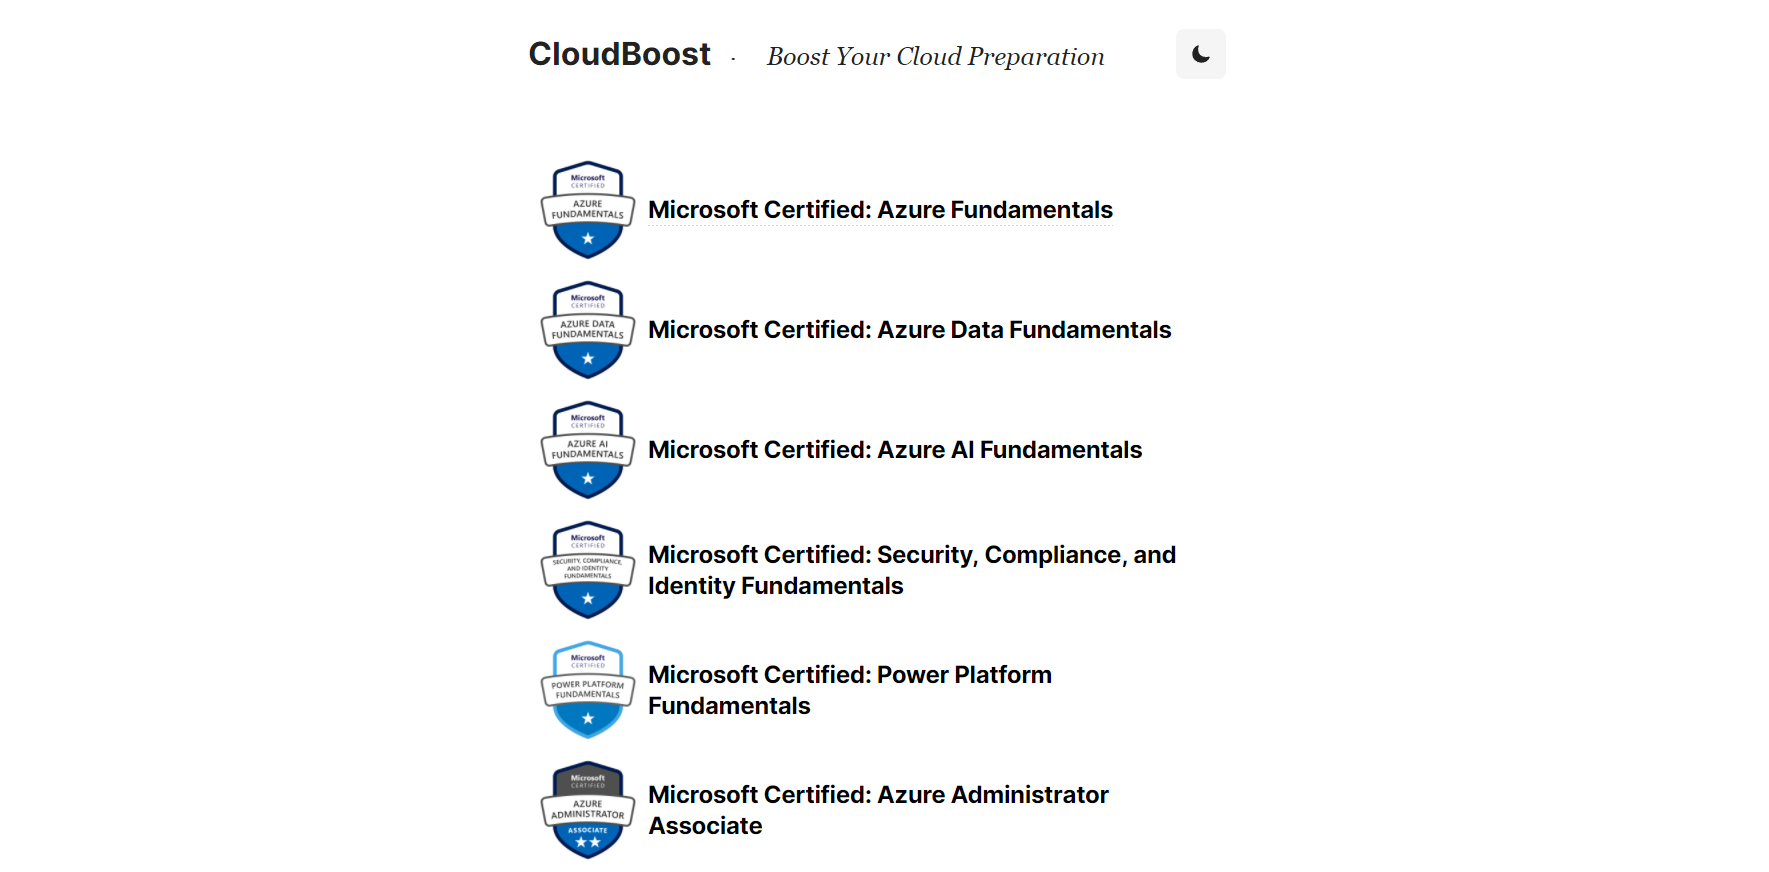 CloudBoost · Boost Your Cloud Preparation
Microsoft
CERTIFIED
AZURE
FUNDAMENTALS
Microsoft Certified: Azure Fundamentals
Microsoft
CERTIFIED
AZURE DATA
FUNDAMENTALS
Microsoft Certified: Azure Data Fundamentals
Microsoft
CERTIFIED
AZURE AI
FUNDAMENTALS
Microsoft Certified: Azure AI Fundamentals
Microsoft
CERTIFIED
SECURITY, COMPLIANCE,
AND IDENTITY
FUNDAMENTALS
Microsoft Certified: Security, Compliance, and
Identity Fundamentals
Microsoft
CERTIFIED
POWER PLATFORM
FUNDAMENTALS
Microsoft Certified: Power Platform
Fundamentals
Microsoft
CERTIFIED
AZURE
ADMINISTRATOR
ASSOCIATE
Microsoft Certified: Azure Administrator
Associate